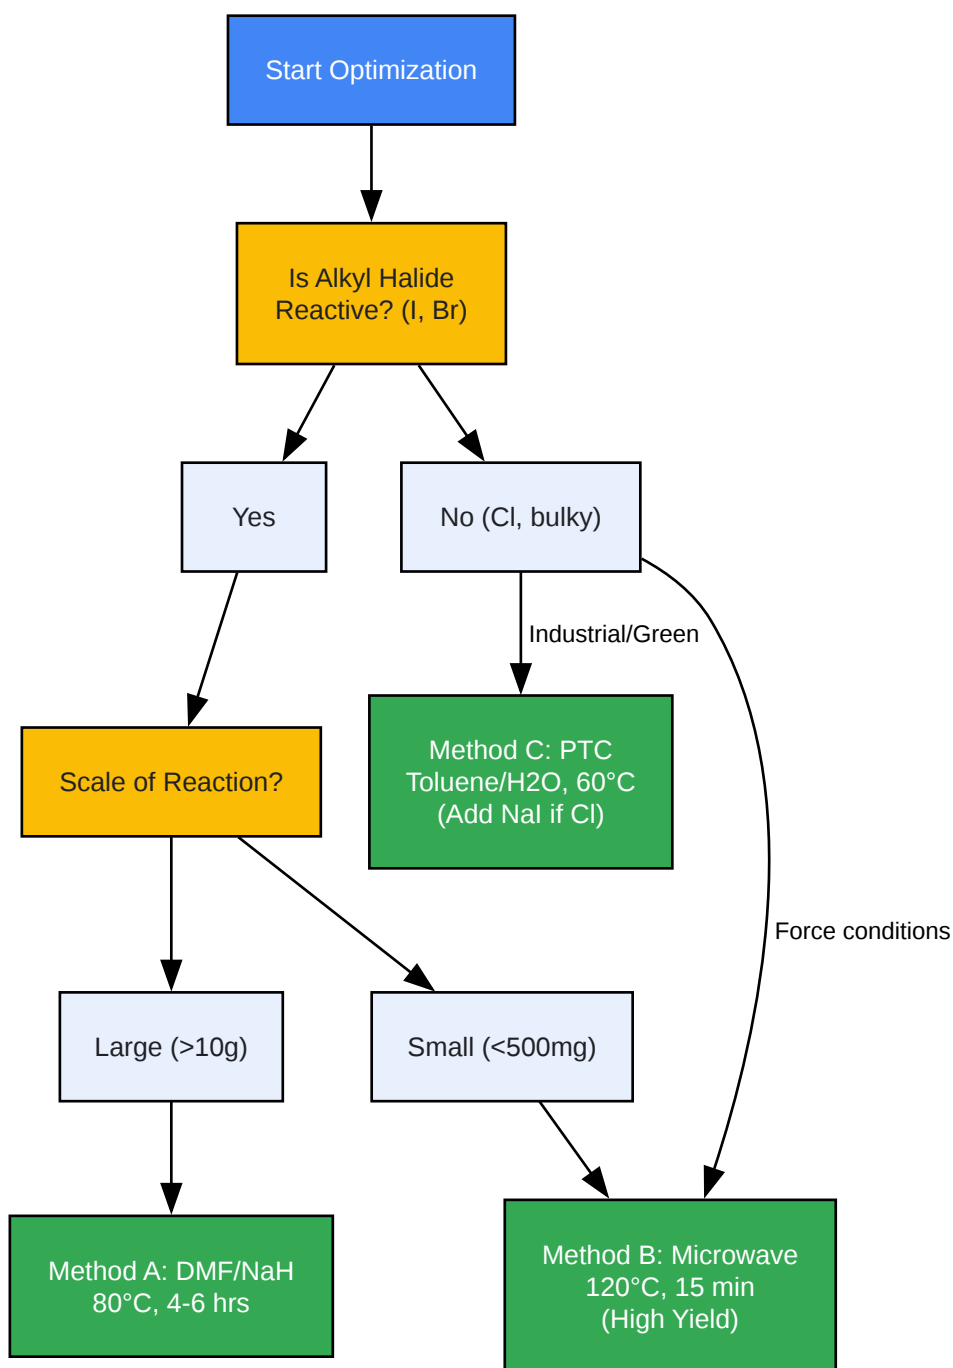 Start Optimization
Is Alkyl Halide
Reactive? (I, Br)
Yes
No (Cl, bulky)
Industrial/Green
Method C: PTC
Toluene/H2O, 60°C
(Add NaI if Cl)
Scale of Reaction?
Force conditions
Large (>10g)
Small (<500mg)
Method A: DMF/NaH
80°C, 4-6 hrs
Method B: Microwave
120°C, 15 min
(High Yield)